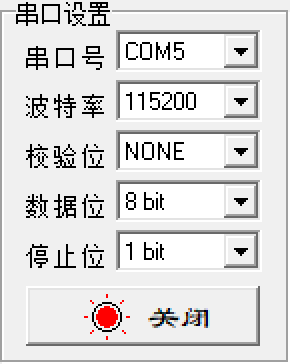 串口设置
串口号 COM5
波特率 115200
校验位 NONE
数据位 8 bit
停止位 1 bit
关闭